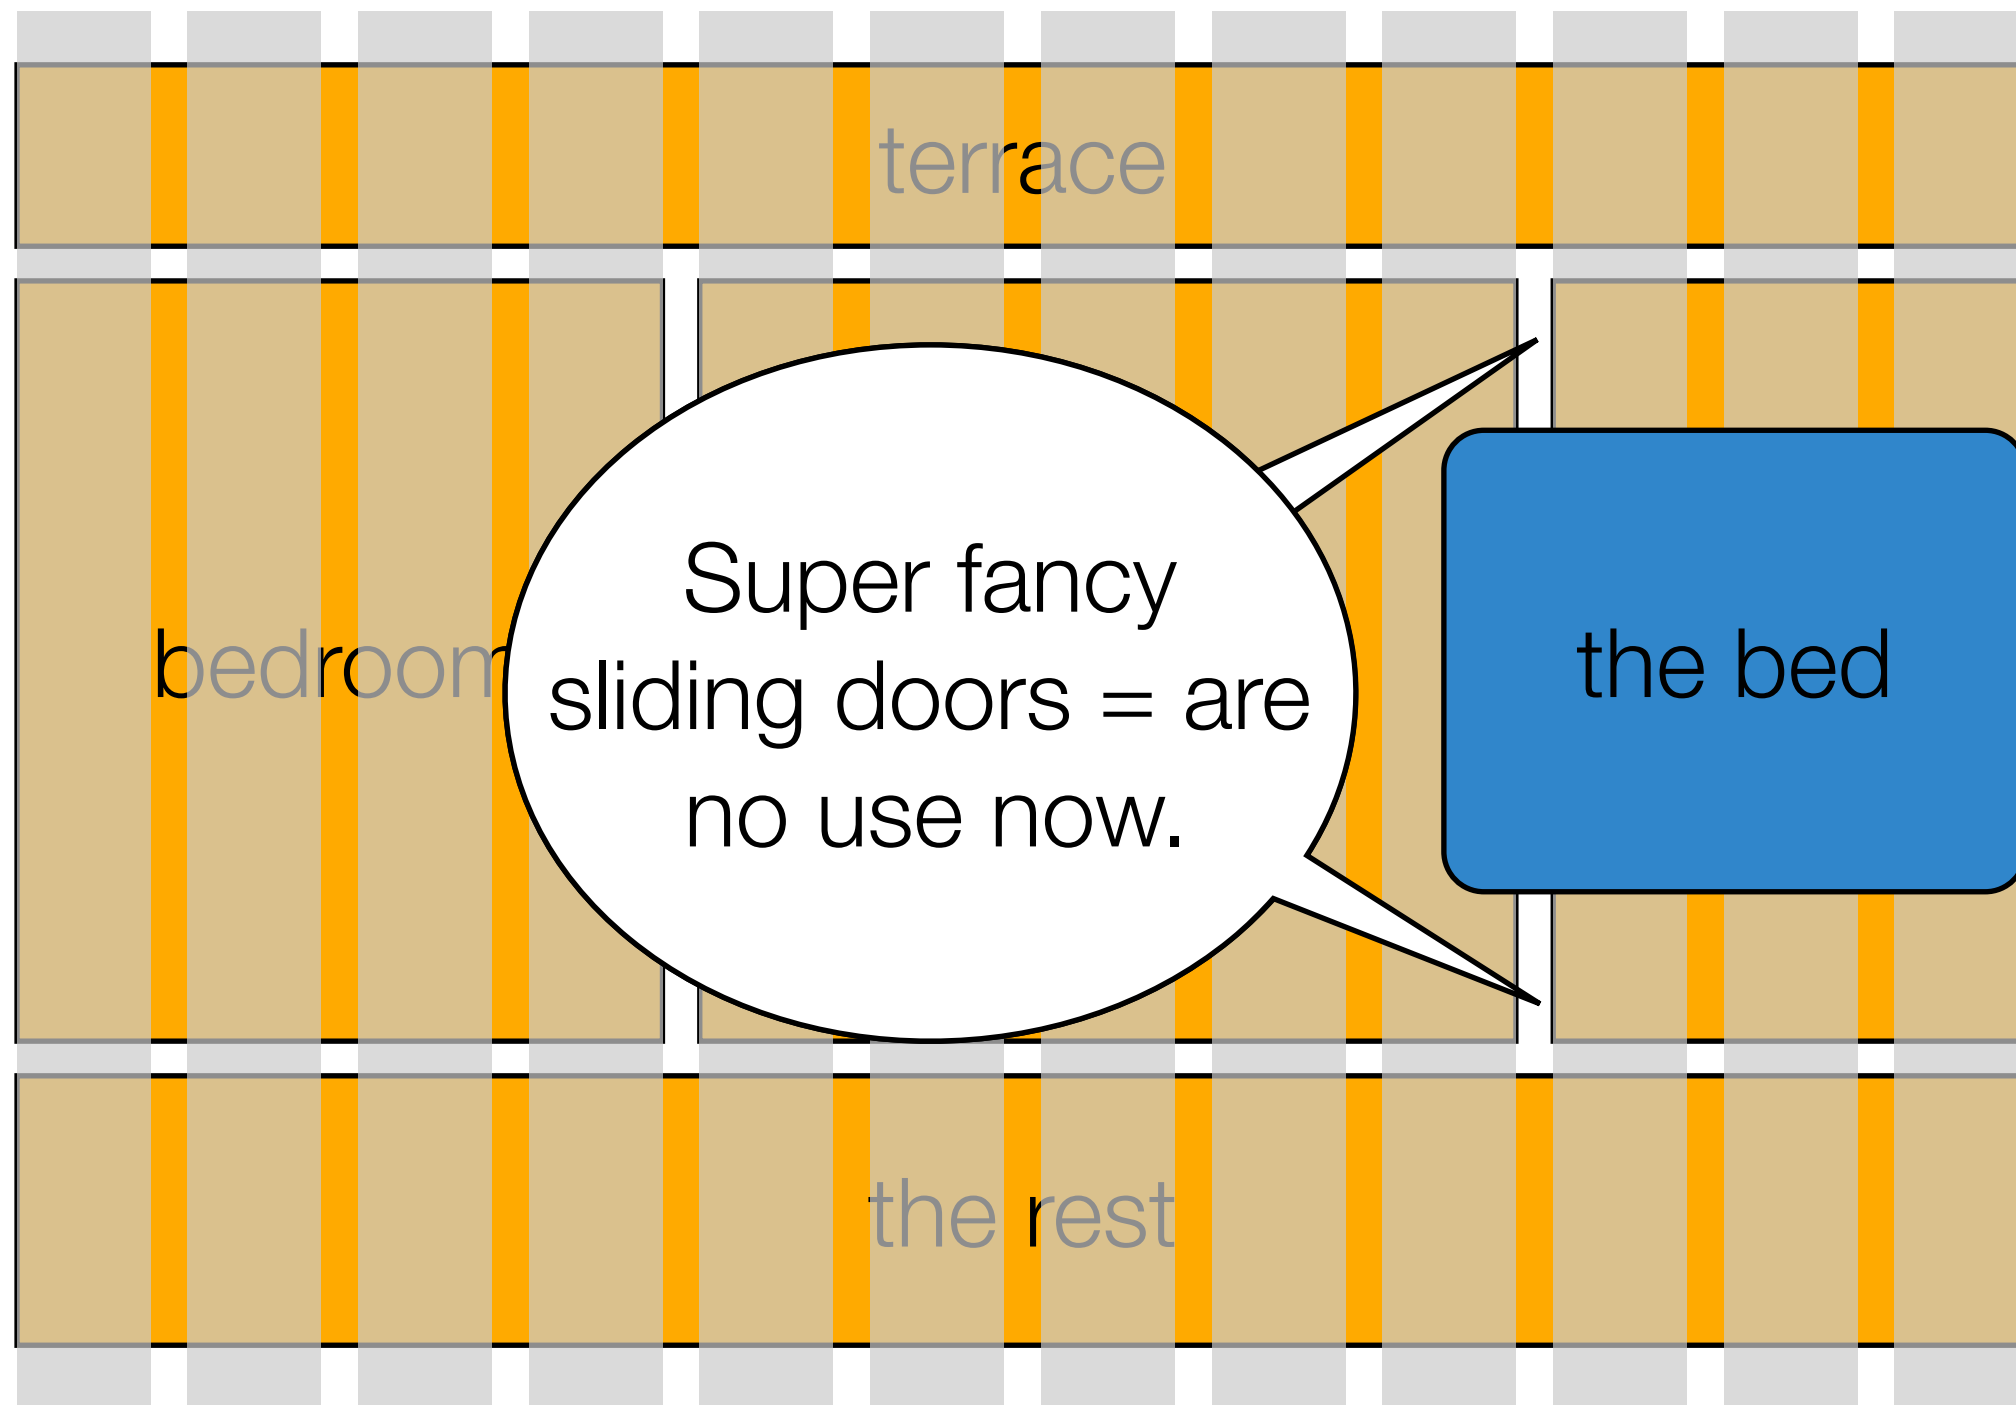 terrace
bedroom
Super fancy
sliding doors = are
no use now.
the bed
the rest